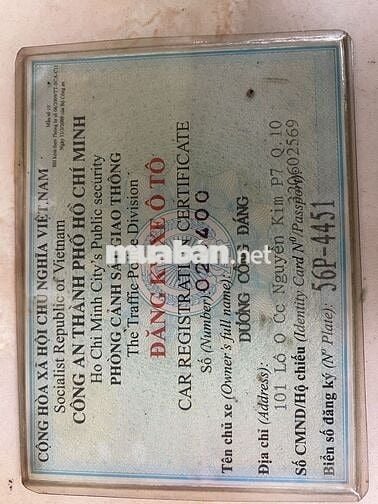 CỘNG HÒA XÃ HỘI CHỦ NGHĨA VIỆT NAM
Socialist Republic of Vietnam
CÔNG AN THÀNH PHỐ HỒ CHÍ MINH
Ho Chi Minh City's Public security
PHÒNG CẢNH SÁT GIAO THÔNG
The Traffic Police Division
ĐĂNG KÝ XE Ô TÔ
CAR REGISTRATION CERTIFICATE
Số (Number):
Tên chủ xe (Owner's full name):
DƯƠNG CÔNG ĐÁNG
Địa chỉ (Address):
101 Lô O Cc Nguyễn Kim P7 Q.10
Số CMND/Hộ chiếu (Identity Card Nº/Passport): 320602569
Biển số đăng ký (Nº Plate): 56P-4451
muaban.net